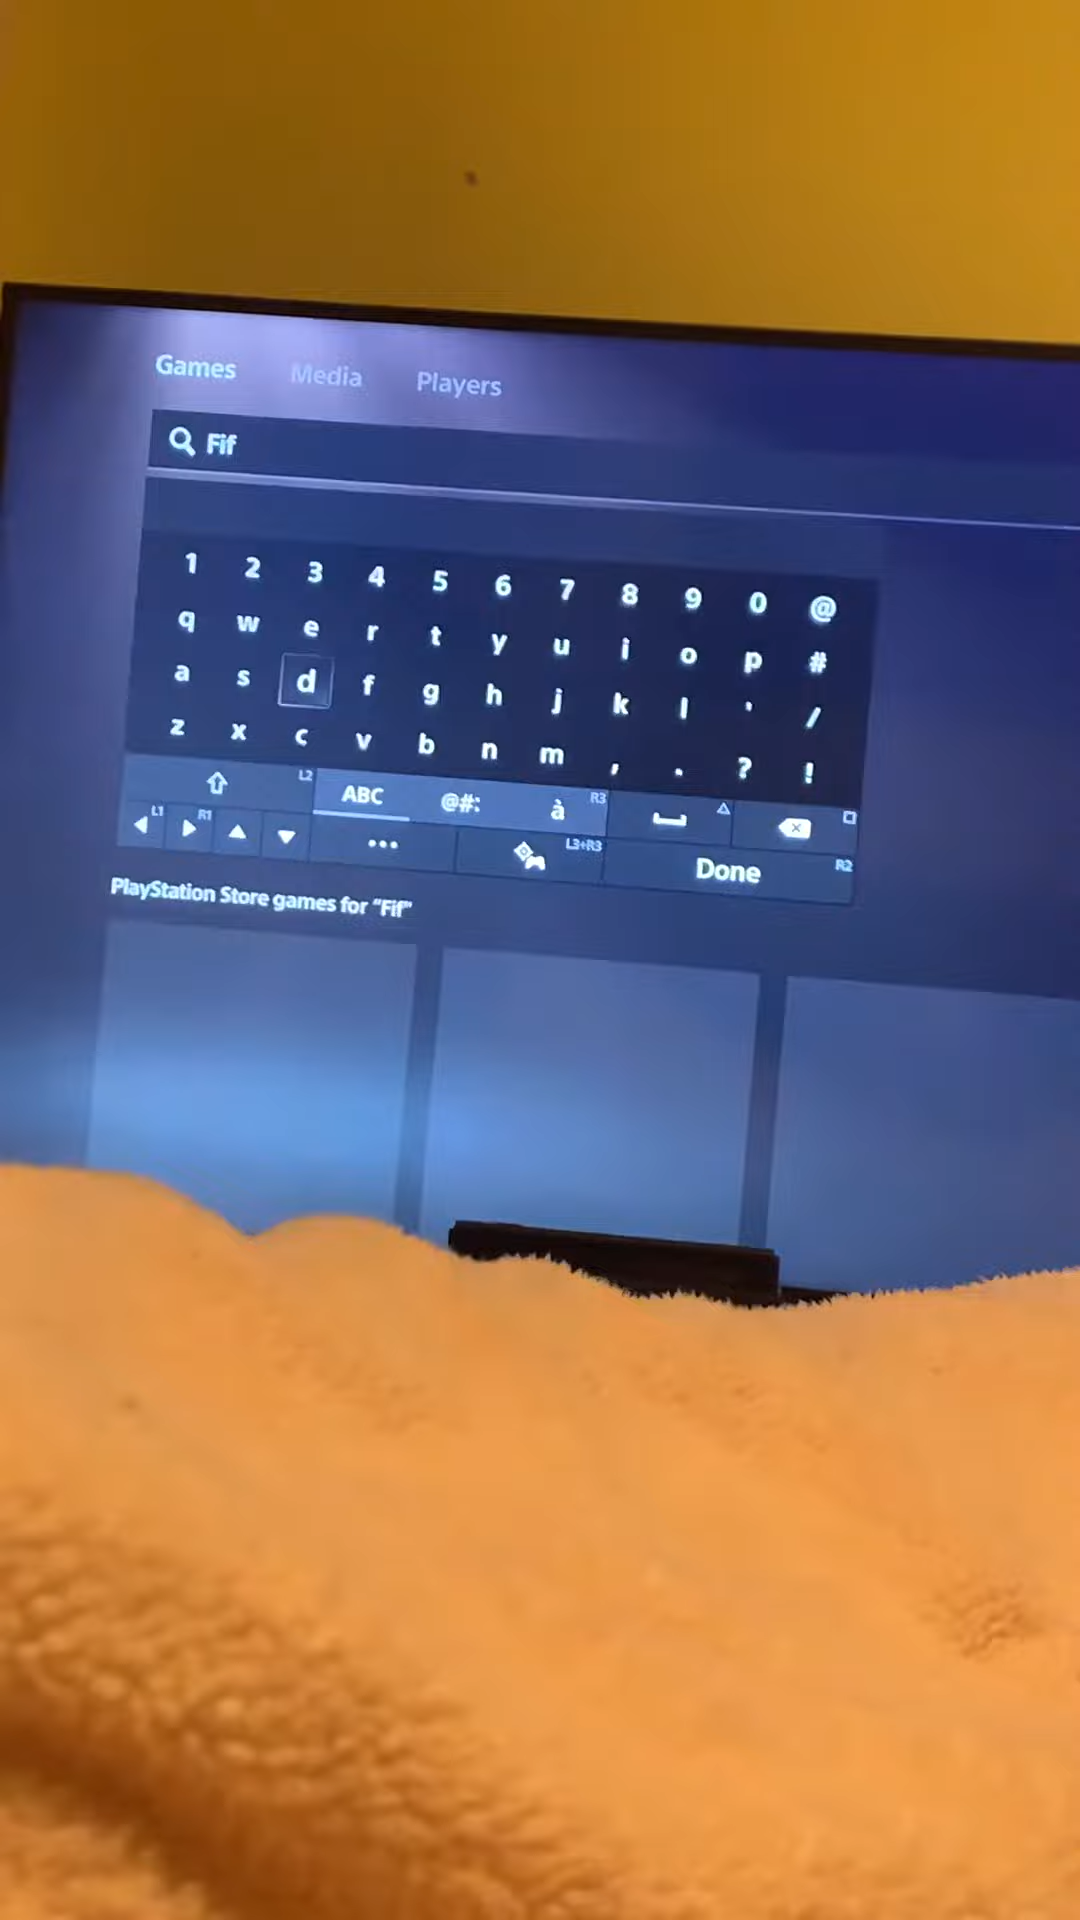 Games Media Players
Fif
1 2 3 4 5 6 7 8 9 0 @
q w e r t y u i o p #
a s d f g h j k l ' /
z x c v b n m , . ? !
L2 ABC @#: à R3
L1 R1 ... L3+R3 Done R2
PlayStation Store games for "Fif"